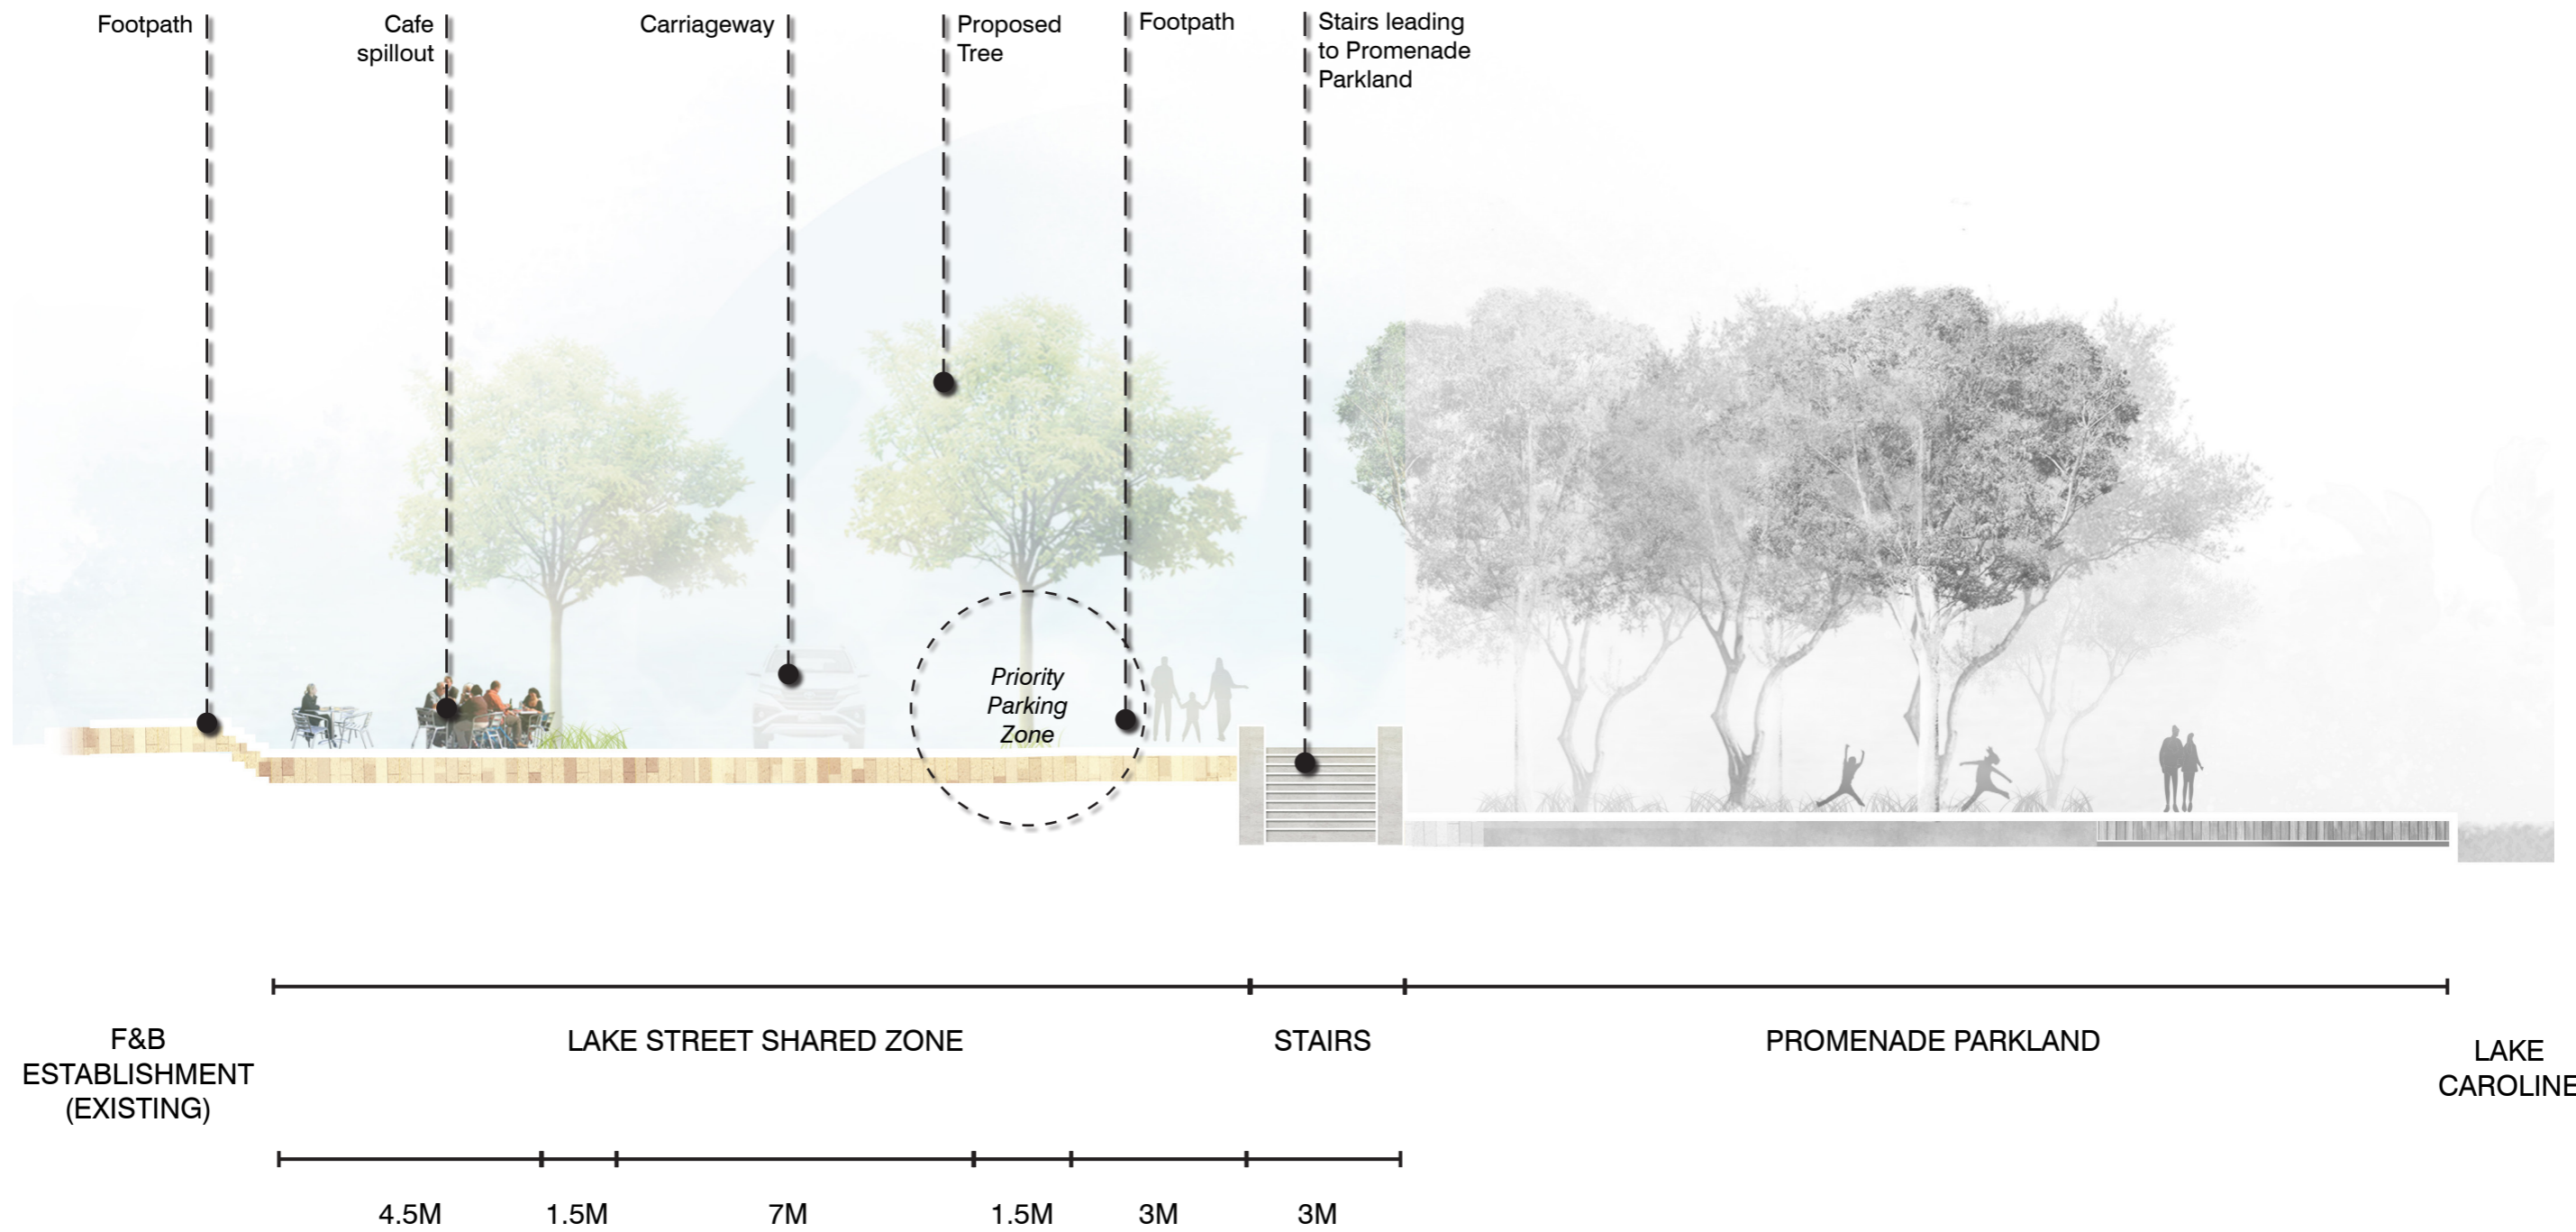 Footpath
Cafe
spillout
Carriageway
Proposed
Tree
Footpath
Stairs leading
to Promenade
Parkland
Priority
Parking
Zone
F&B
ESTABLISHMENT
(EXISTING)
LAKE STREET SHARED ZONE
STAIRS
PROMENADE PARKLAND
LAKE
CAROLINE
4.5M
1.5M
7M
1.5M
3M
3M